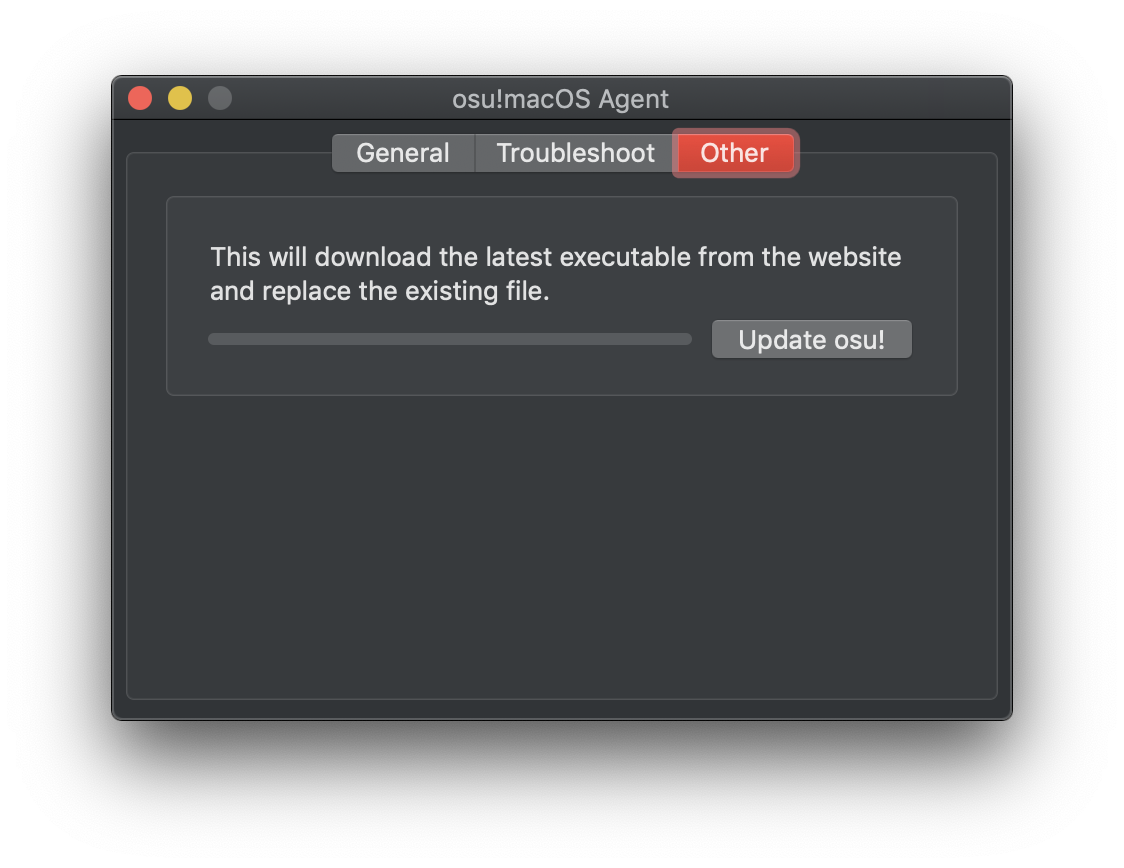 osu!macOS Agent
General Troubleshoot Other
This will download the latest executable from the website
and replace the existing file.
Update osu!